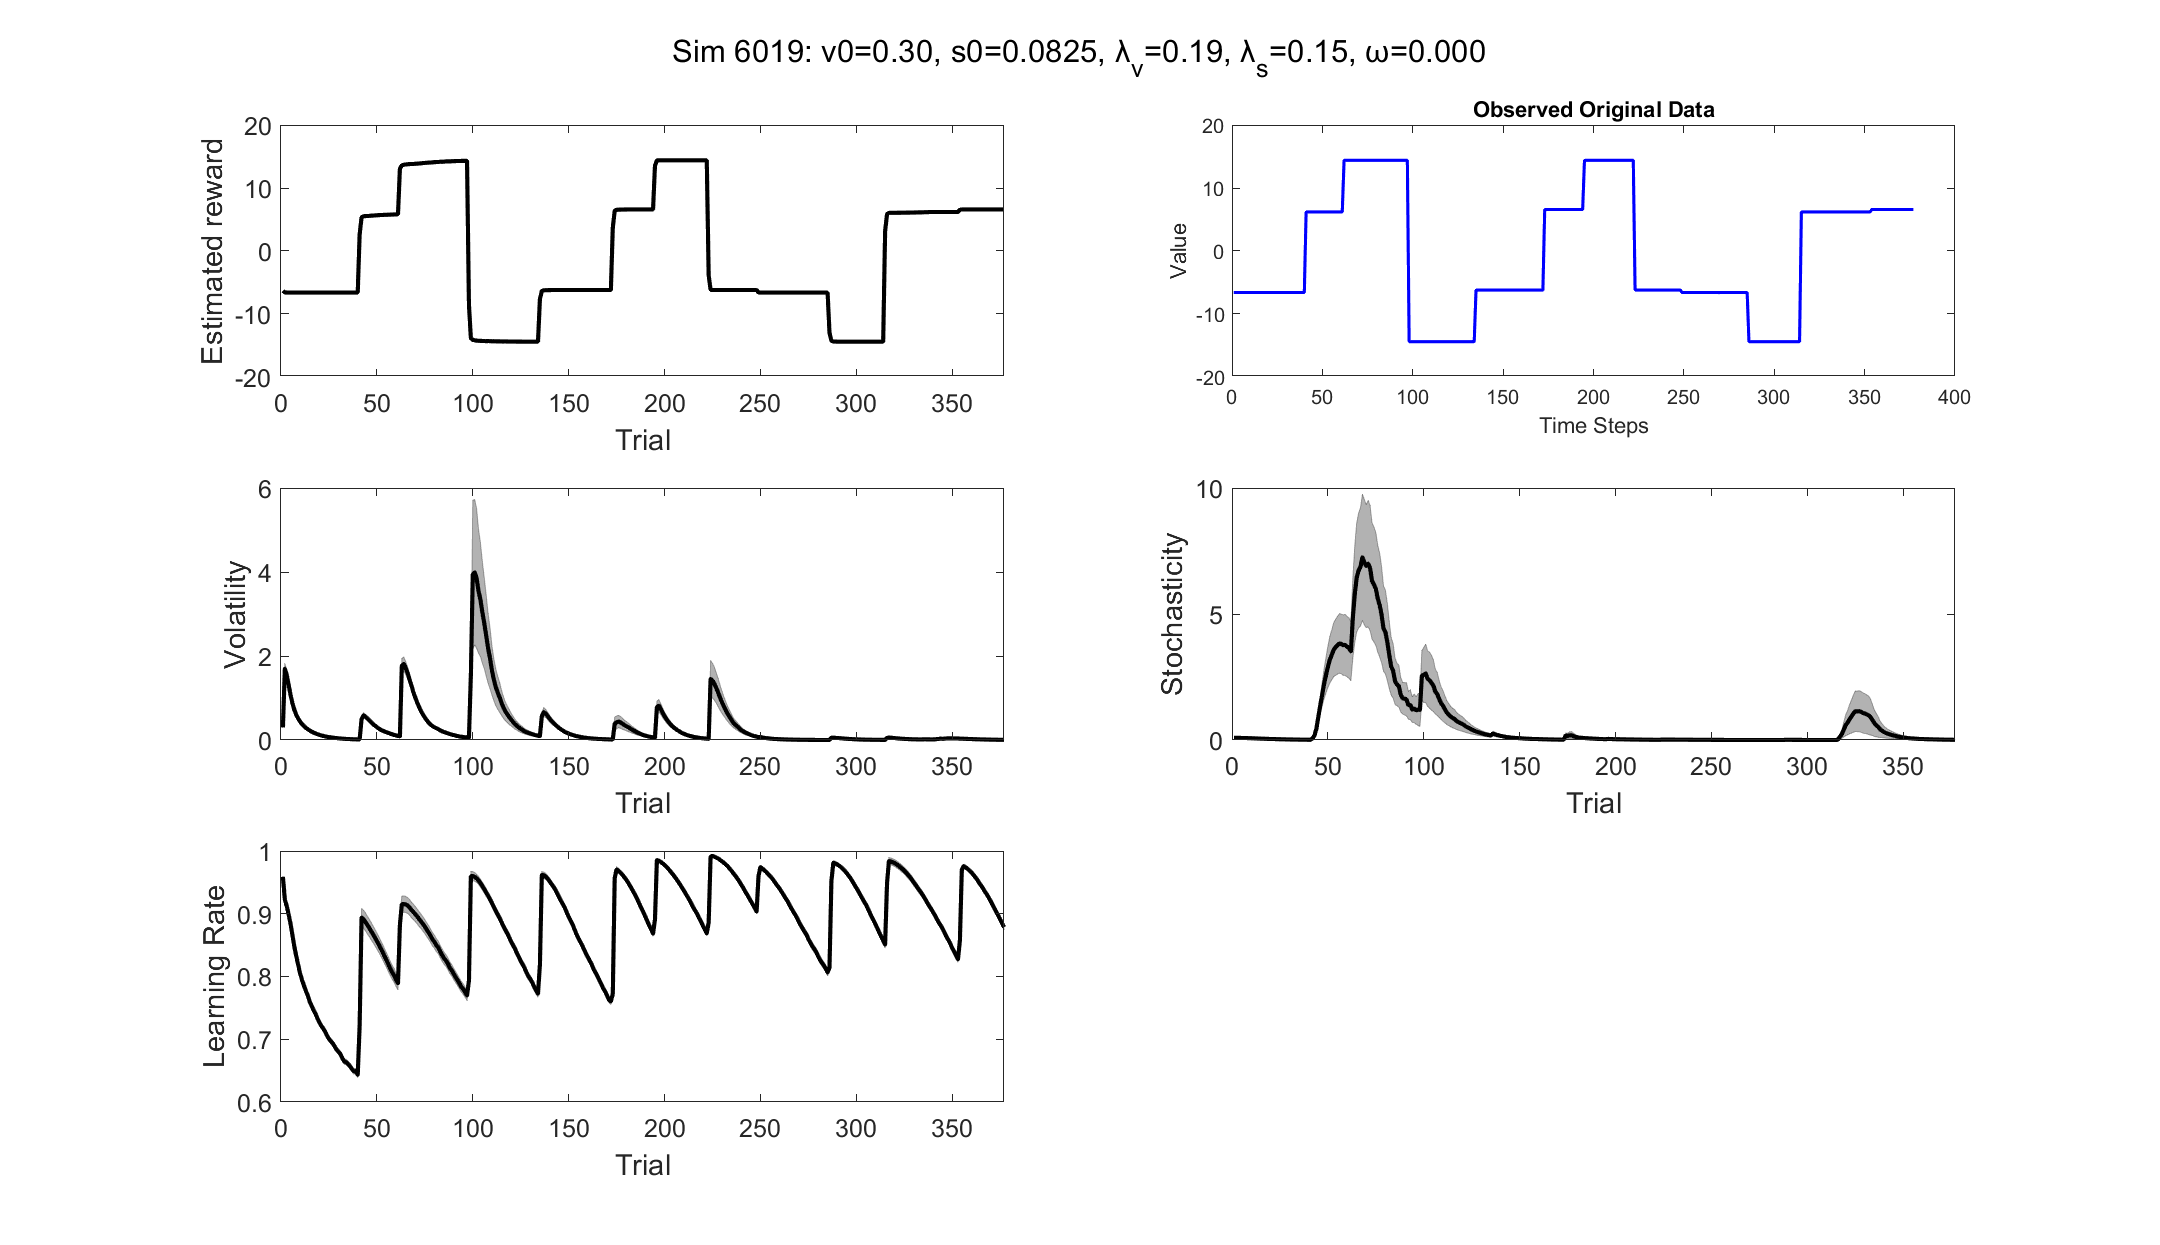 Sim 6019: v0=0.30, s0=0.0825, λv=0.19, λs=0.15, ω=0.000
Estimated reward
20
10
0
-10
-20
0 50 100 150 200 250 300 350
Trial
Observed Original Data
Value
20
10
0
-10
-20
0 50 100 150 200 250 300 350 400
Time Steps
Volatility
6
4
2
0
0 50 100 150 200 250 300 350
Trial
Stochasticity
10
5
0
0 50 100 150 200 250 300 350
Trial
Learning Rate
1
0.9
0.8
0.7
0.6
0 50 100 150 200 250 300 350
Trial